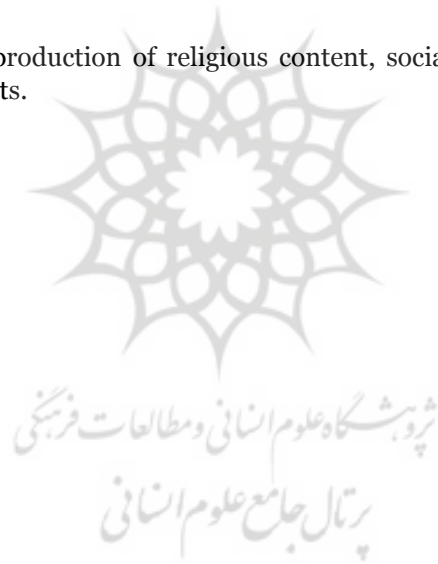 production of religious content, socia
ts.
پژوهشگاه علوم انسانی و مطالعات فرهنگی
پرتال جامع علوم انسانی